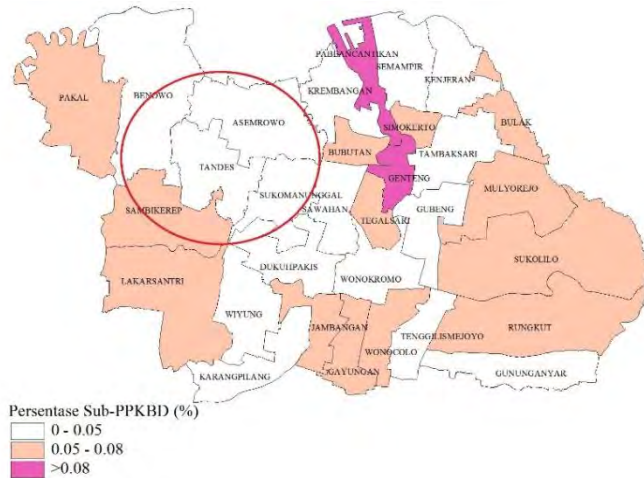 PABEANCANTIKAN
SEMAMPIR
KENJERAN
PAKAL
BENOWO
KREMBANGAN
ASEMROWO
SIMOKERTO
BULAK
BUBUTAN
TAMBAKSARI
TANDES
GENTENG
MULYOREJO
SUKOMANUNGGAL
SAWAHAN
GUBENG
SAMBIKEREP
TEGALSARI
SUKOLILO
DUKUHPAKIS
WONOKROMO
LAKARSANTRI
WIYUNG
JAMBANGAN
RUNGKUT
WONOCOLO
TENGGILISMEJOYO
GAYUNGAN
KARANGPILANG
GUNUNGANYAR
Persentase Sub-PPKBD (%)
0 - 0.05
0.05 - 0.08
>0.08